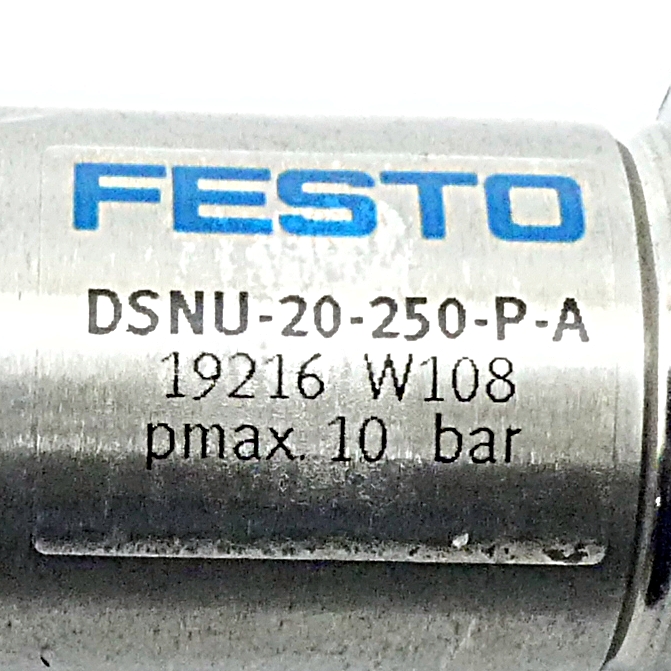 FESTO
DSNU-20-250-P-A
19216 W108
pmax. 10 bar